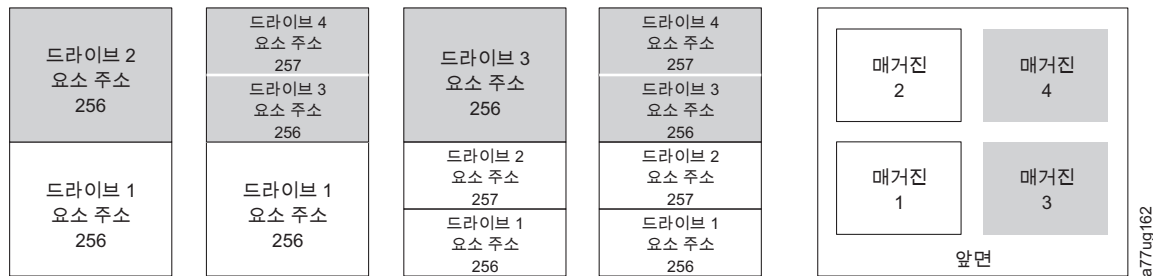 드라이브 2
요소 주소
256
드라이브 1
요소 주소
256
드라이브 4
요소 주소
257
드라이브 3
요소 주소
256
드라이브 1
요소 주소
256
드라이브 3
요소 주소
256
드라이브 2
요소 주소
257
드라이브 1
요소 주소
256
드라이브 4
요소 주소
257
드라이브 3
요소 주소
256
드라이브 2
요소 주소
257
드라이브 1
요소 주소
256
매거진
2
매거진
4
매거진
1
매거진
3
앞면
a77ug162